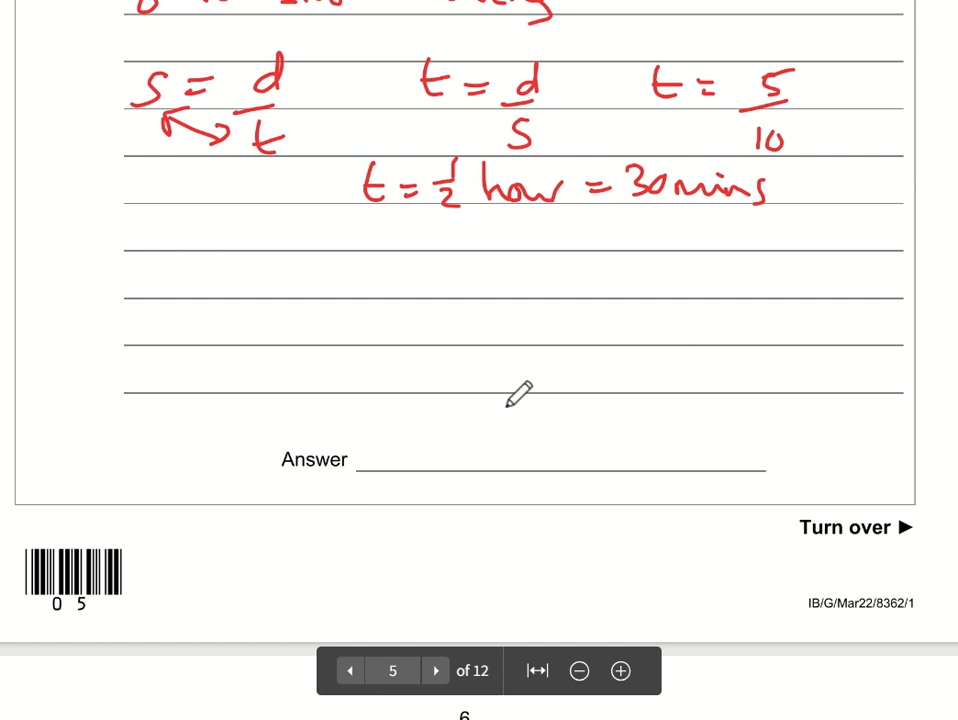 s = d/t t = d/s t = 5/10
t = 1/2 hour = 30 mins
Answer
Turn over ►
0 5
IB/G/Mar22/8362/1
5 of 12
6